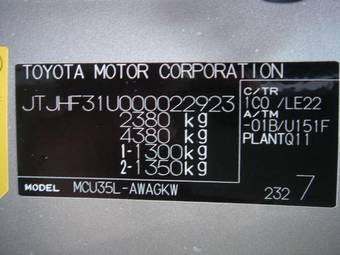 TOYOTA MOTOR CORPORATION
JTJHF31U000022923
2380 kg
4380 kg
1-1300kg
2-1350kg
C/TR
1C0 /LE22
A/TM
-01B/U151F
PLANTQ11
MODEL MCU35L-AWAGKW
232 7